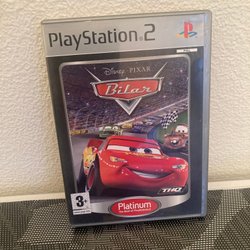 PlayStation 2
Disney · PIXAR
Bilar
3+
THQ
Platinum